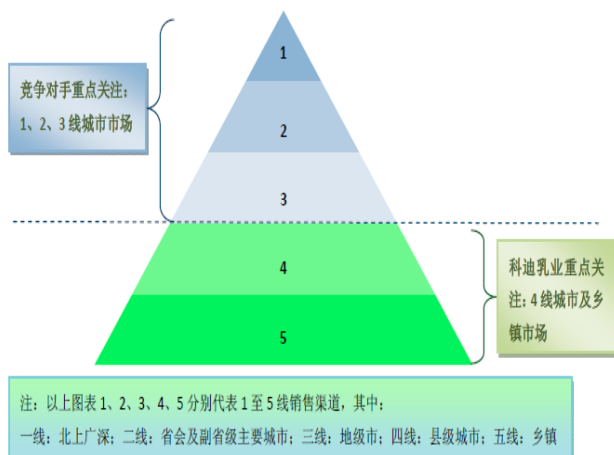 1
竞争对手重点关注：
1、2、3 线城市市场
2
3
4
科迪乳业重点关
注：4 线城市及乡
镇市场
5
注：以上图表 1、2、3、4、5 分别代表 1 至 5 线销售渠道，其中：
一线：北上广深；二线：省会及副省级主要城市；三线：地级市；四线：县级城市；五线：乡镇